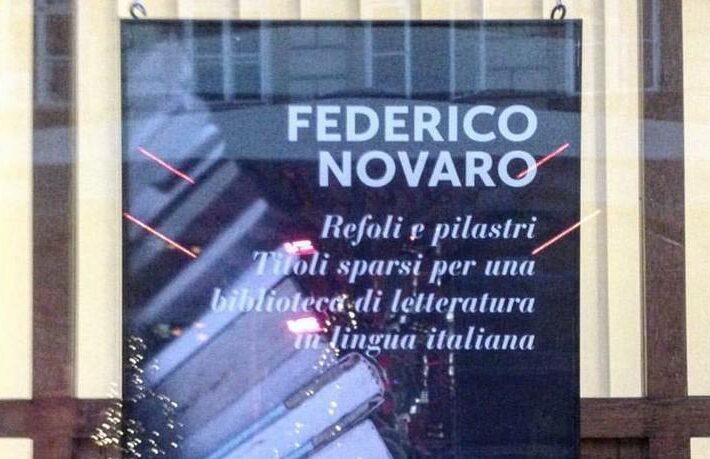 FEDERICO
NOVARO
Refoli e pilastri
Titoli sparsi per una
biblioteca di letteratura
in lingua italiana